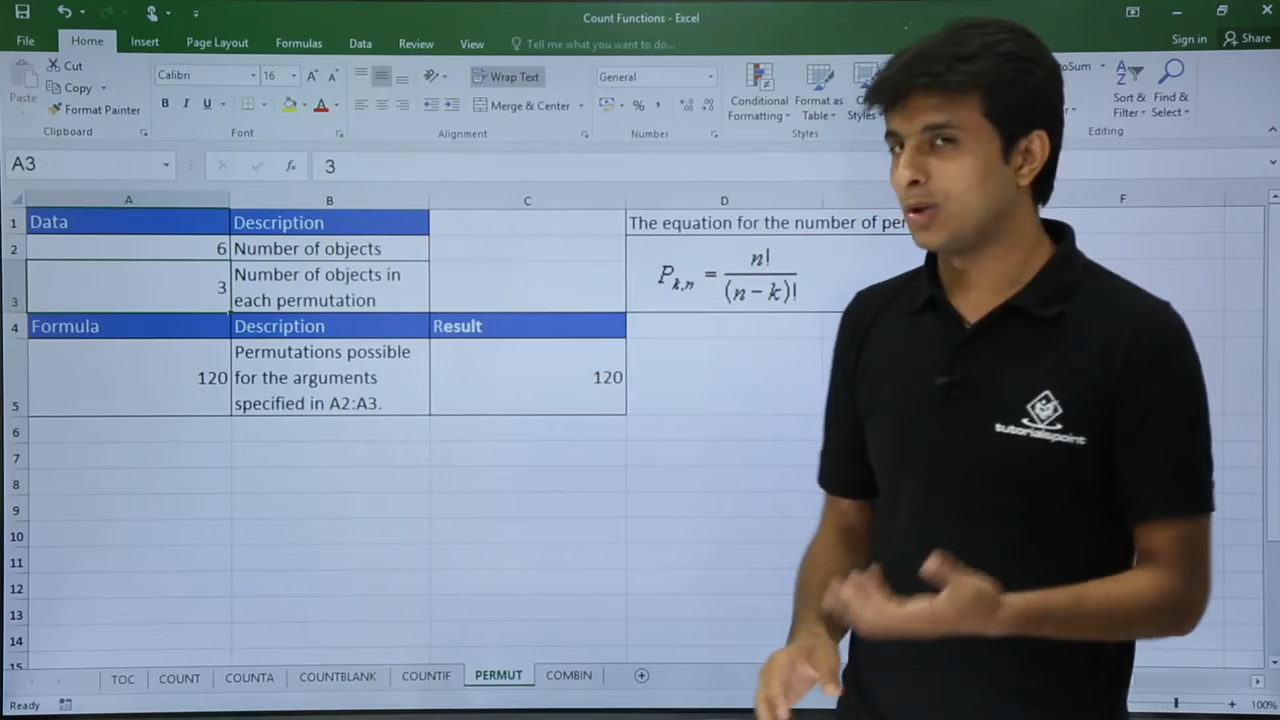 Count Functions - Excel
Sign in Share
File Home Insert Page Layout Formulas Data Review View Tell me what you want to do...
Paste
Cut
Copy
Format Painter
Clipboard
Calibri 16
B I U
Font
Wrap Text
Merge & Center
Alignment
General
%
Number
Conditional Formatting
Format as Table
Styles
Styles
Sort & Filter
Find & Select
Editing
A3 fx 3
A B C D F
1 Data Description The equation for the number of
2 6 Number of objects
3 3 Number of objects in
each permutation
P k,n = n! / (n − k)!
4 Formula Description Result
5 120 Permutations possible
for the arguments
specified in A2:A3.
120
6
7
8
9
10
11
12
13
14
15
TOC COUNT COUNTA COUNTBLANK COUNTIF PERMUT COMBIN
Ready 100%
tutorialspoint